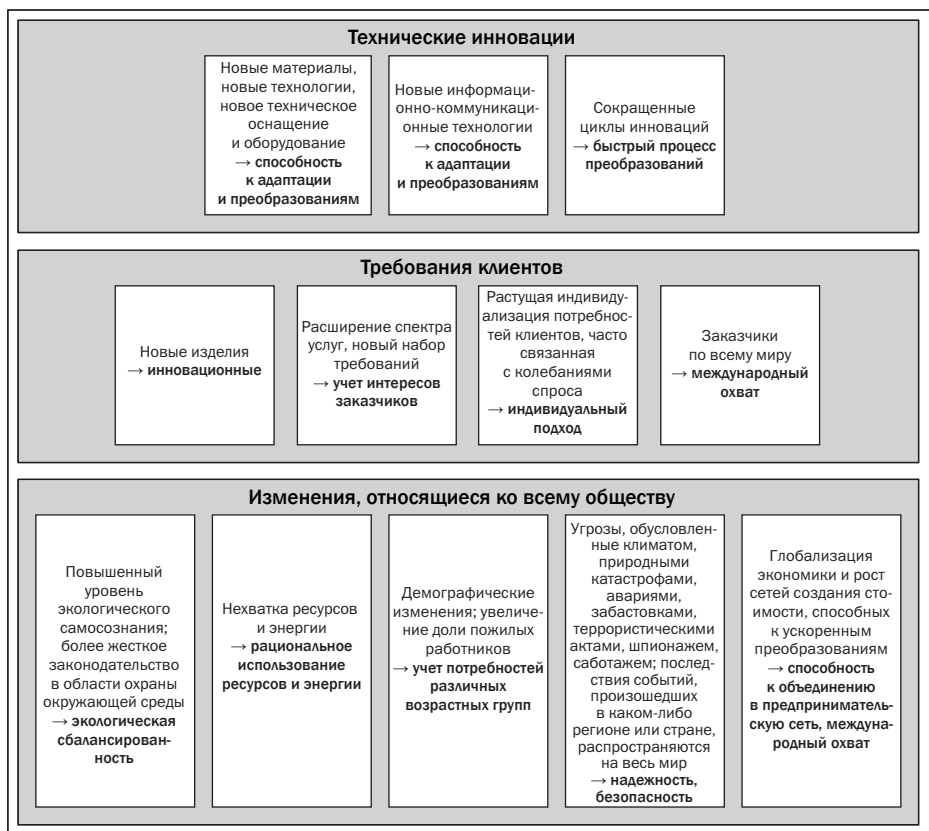 Технические инновации
Новые материалы,
новые технологии,
новое техническое
оснащение
и оборудование
→ способность
к адаптации
и преобразованиям
Новые информаци-
онно-коммуникаци-
онные технологии
→ способность
к адаптации
и преобразованиям
Сокращенные
циклы инноваций
→ быстрый процесс
преобразований
Требования клиентов
Новые изделия
→ инновационные
Расширение спектра
услуг, новый набор
требований
→ учет интересов
заказчиков
Растущая индивиду-
ализация потребнос-
тей клиентов, часто
связанная
с колебаниями
спроса
→ индивидуальный
подход
Заказчики
по всему миру
→ международный
охват
Изменения, относящиеся ко всему обществу
Повышенный
уровень
экологического
самосознания;
более жесткое
законодательство
в области охраны
окружающей среды
→ экологическая
сбалансирован-
ность
Нехватка ресурсов
и энергии
→ рациональное
использование
ресурсов и энергии
Демографические
изменения; увеличе-
ние доли пожилых
работников
→ учет потребностей
различных
возрастных групп
Угрозы, обусловлен-
ные климатом,
природными
катастрофами,
авариями,
забастовками,
террористическими
актами, шпионажем,
саботажем; послед-
ствия событий,
произошедших
в каком-либо
регионе или стране,
распространяются
на весь мир
→ надежность,
безопасность
Глобализация
экономики и рост
сетей создания сто-
имости, способных
к ускоренным
преобразованиям
→ способность
к объединению
в предприниматель-
скую сеть, междуна-
родный охват